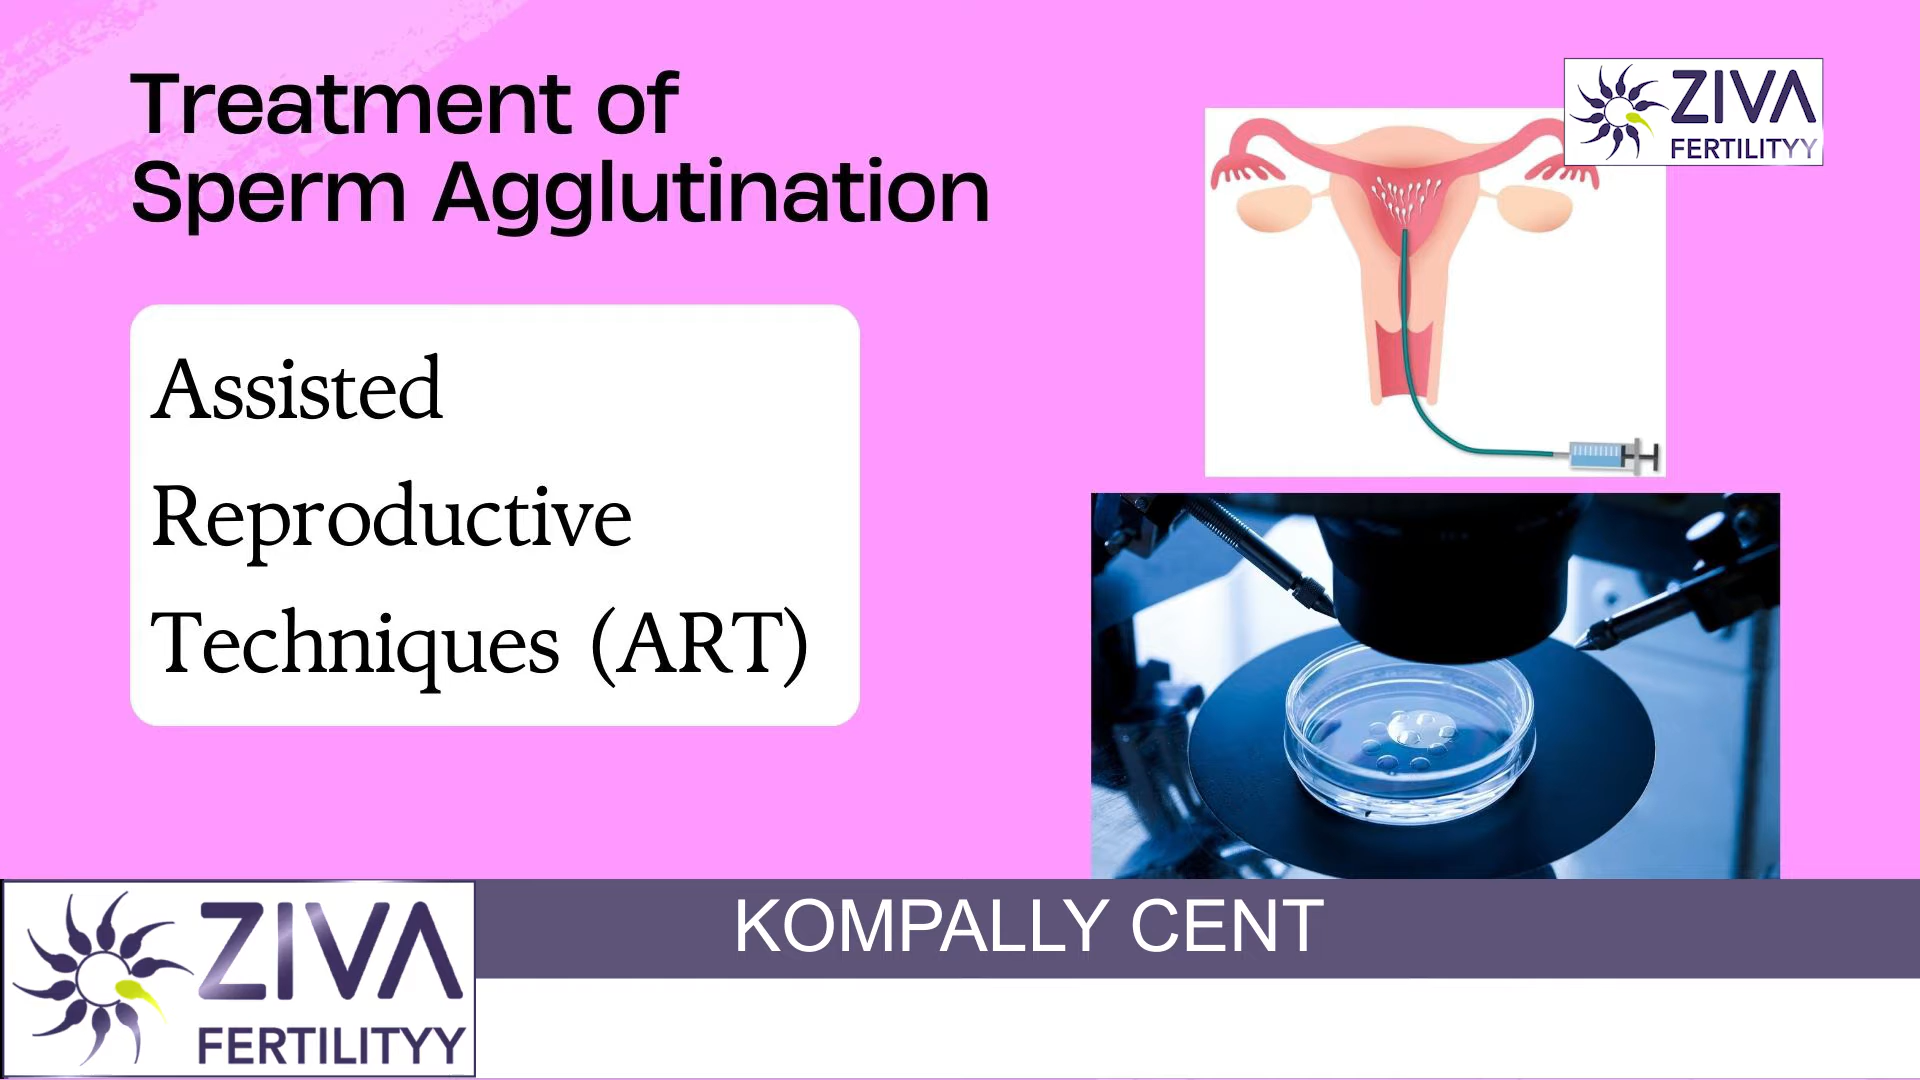 Treatment of
Sperm Agglutination
ZIVA
FERTILITYY
Assisted
Reproductive
Techniques (ART)
KOMPALLY CENT
ZIVA
FERTILITYY